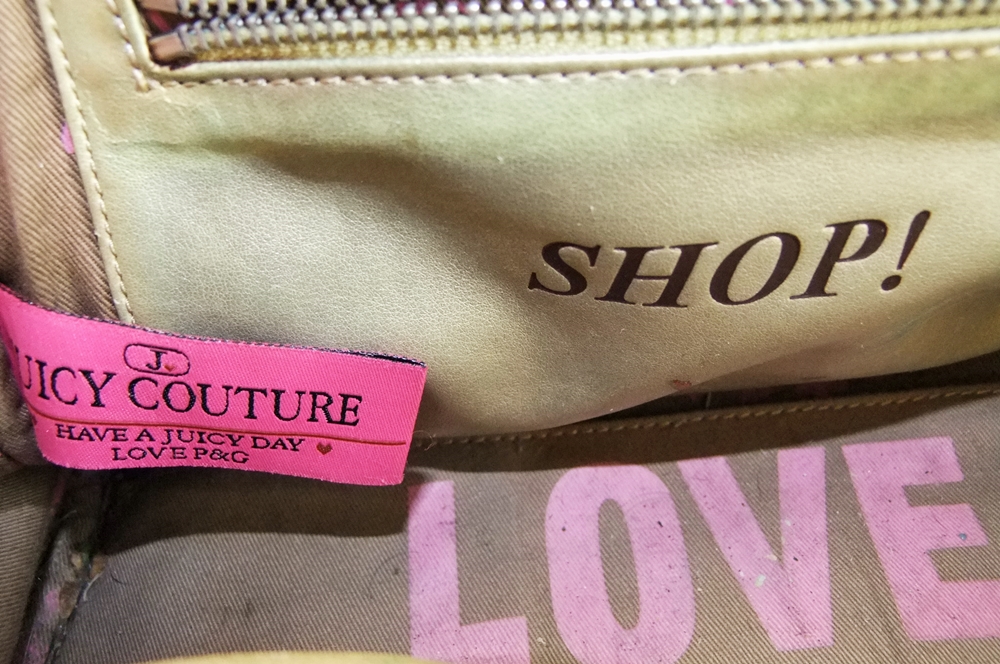 SHOP!
J.
JUICY COUTURE
HAVE A JUICY DAY
LOVE P&G
LOVE